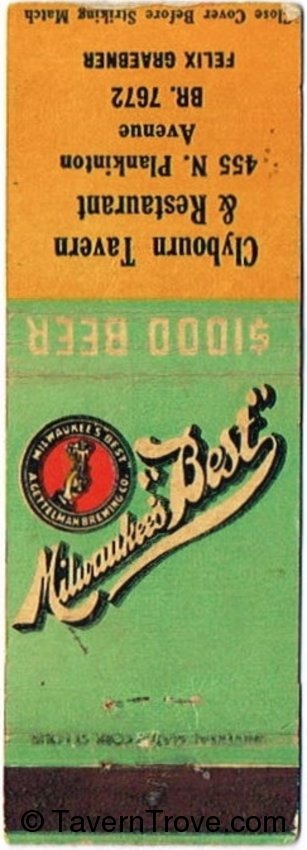 Close Cover Before Striking Match
FELIX GRAEBNER
BR. 7672
Avenue
455 N. Plankinton
& Restaurant
Clybourn Tavern
$1000 BEER
"MILWAUKEE'S BEST"
A. GETTELMAN BREWING CO.
Milwaukee's "Best"
© TavernTrove.com